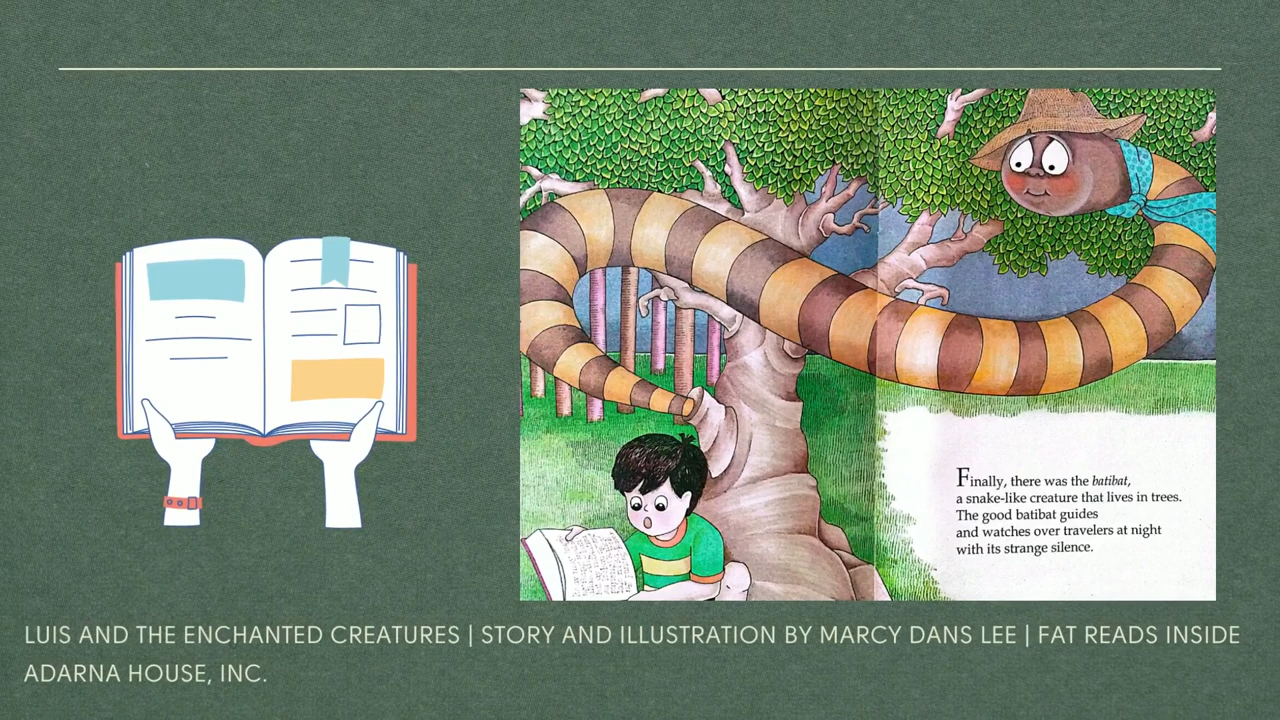 Finally, there was the batibat,
a snake-like creature that lives in trees.
The good batibat guides
and watches over travelers at night
with its strange silence.
LUIS AND THE ENCHANTED CREATURES | STORY AND ILLUSTRATION BY MARCY DANS LEE | FAT READS INSIDE
ADARNA HOUSE, INC.